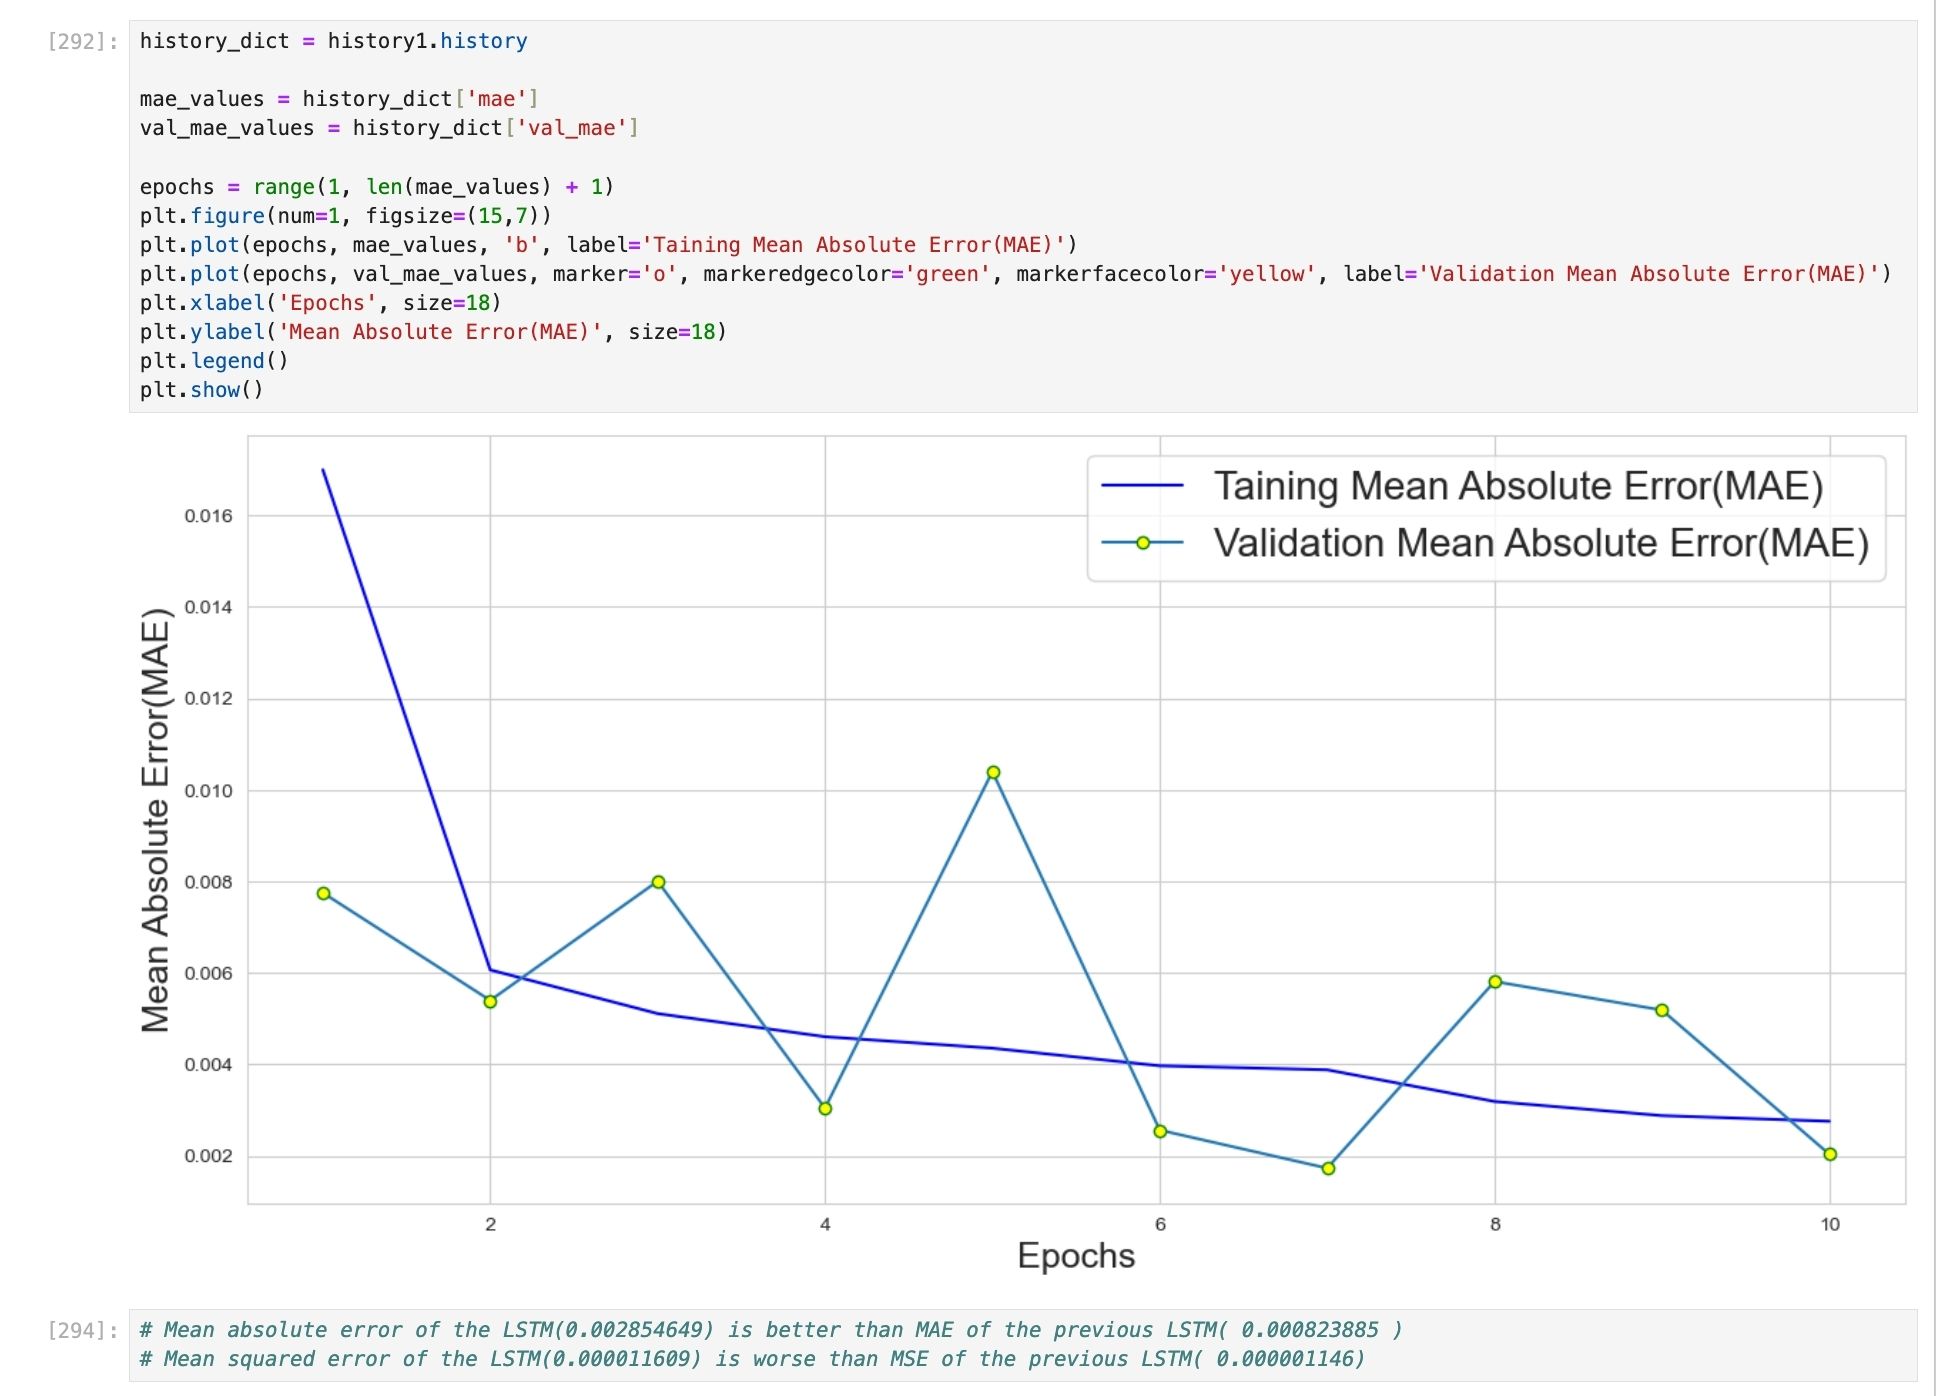 [292]: history_dict = history1.history
mae_values = history_dict['mae']
val_mae_values = history_dict['val_mae']
epochs = range(1, len(mae_values) + 1)
plt.figure(num=1, figsize=(15,7))
plt.plot(epochs, mae_values, 'b', label='Taining Mean Absolute Error(MAE)')
plt.plot(epochs, val_mae_values, marker='o', markeredgecolor='green', markerfacecolor='yellow', label='Validation Mean Absolute Error(MAE)')
plt.xlabel('Epochs', size=18)
plt.ylabel('Mean Absolute Error(MAE)', size=18)
plt.legend()
plt.show()
Taining Mean Absolute Error(MAE)
Validation Mean Absolute Error(MAE)
Mean Absolute Error(MAE)
0.016
0.014
0.012
0.010
0.008
0.006
0.004
0.002
2 4 6 8 10
Epochs
[294]: # Mean absolute error of the LSTM(0.002854649) is better than MAE of the previous LSTM( 0.000823885 )
# Mean squared error of the LSTM(0.000011609) is worse than MSE of the previous LSTM( 0.000001146)